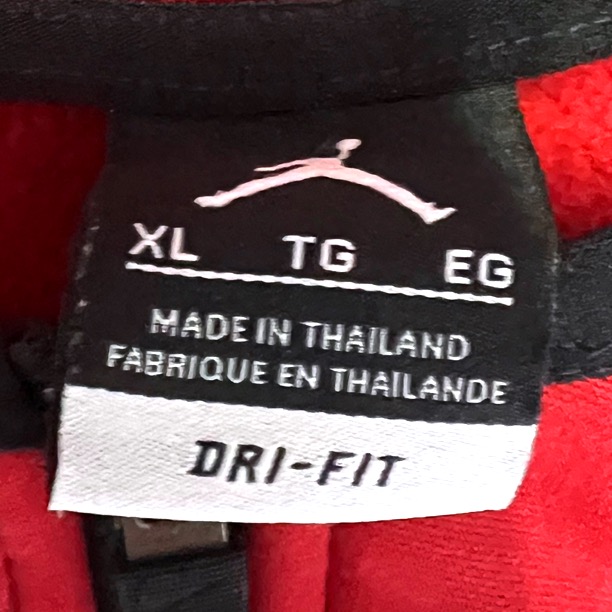 XL TG EG
MADE IN THAILAND
FABRIQUE EN THAILANDE
DRI-FIT